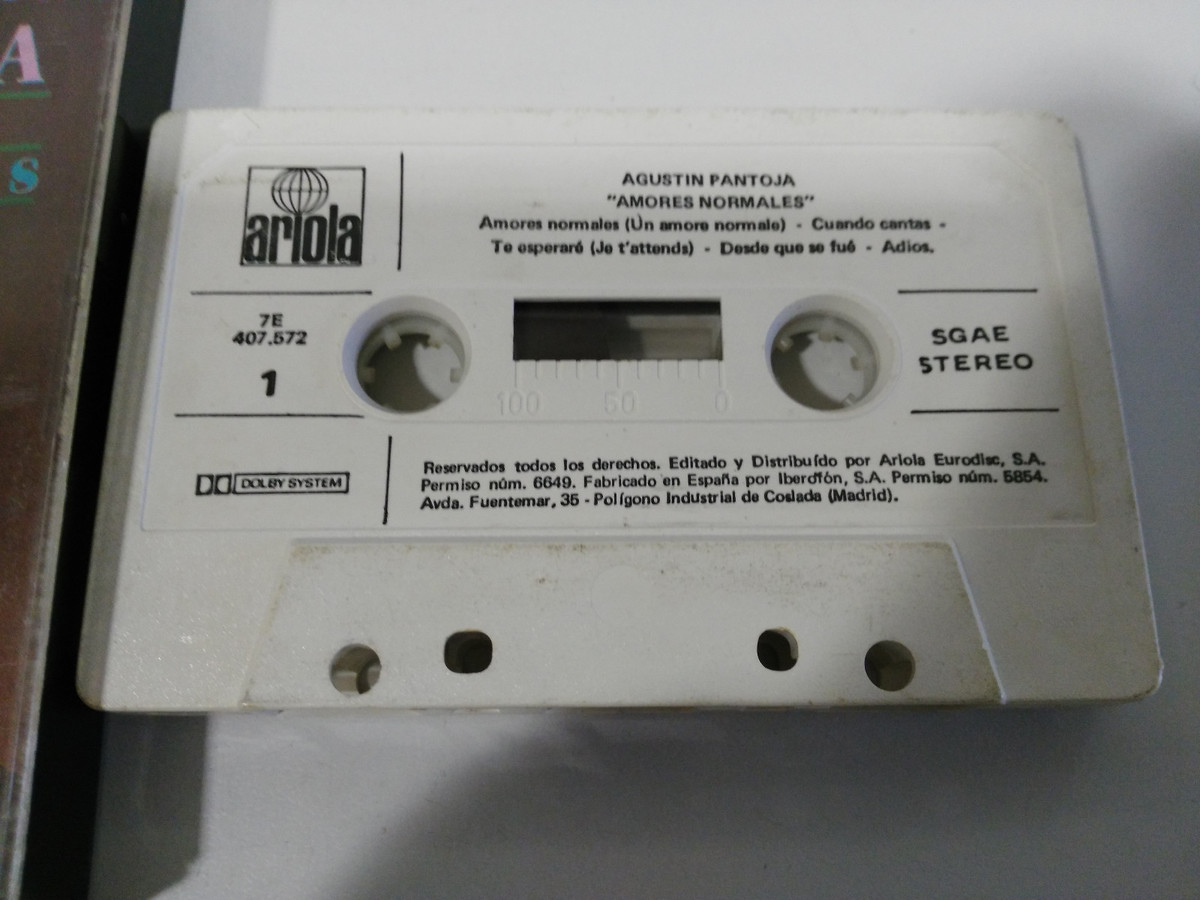 A
s
ariola
AGUSTIN PANTOJA
"AMORES NORMALES"
Amores normales (Un amore normale) - Cuando cantas -
Te esperaré (Je t'attends) - Desde que se fué - Adios.
7E
407.572
1
SGAE
STEREO
100 50 0
DOLBY SYSTEM
Reservados todos los derechos. Editado y Distribuído por Ariola Eurodisc, S.A.
Permiso núm. 6649. Fabricado en España por Iberofón, S.A. Permiso núm. 5854.
Avda. Fuentemar, 35 - Polígono Industrial de Coslada (Madrid).